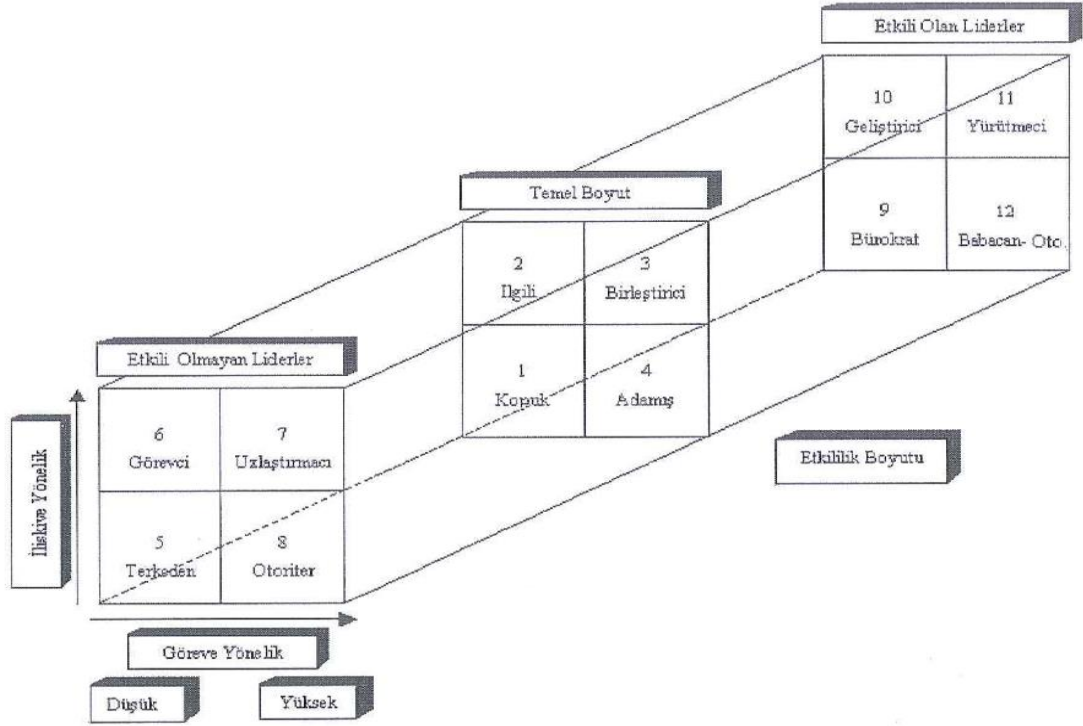 Etkili Olan Liderler
10
Geliştirici
11
Yürütmeci
9
Bürokrat
12
Babacan- Oto.
Temel Boyut
2
İlgili
3
Birleştirici
1
Kopuk
4
Adamış
Etkili Olmayan Liderler
6
Görevci
7
Uzlaştırmacı
5
Terkeden
8
Otoriter
Etkililik Boyutu
İlişkiye Yönelik
Göreve Yönelik
Düşük
Yüksek